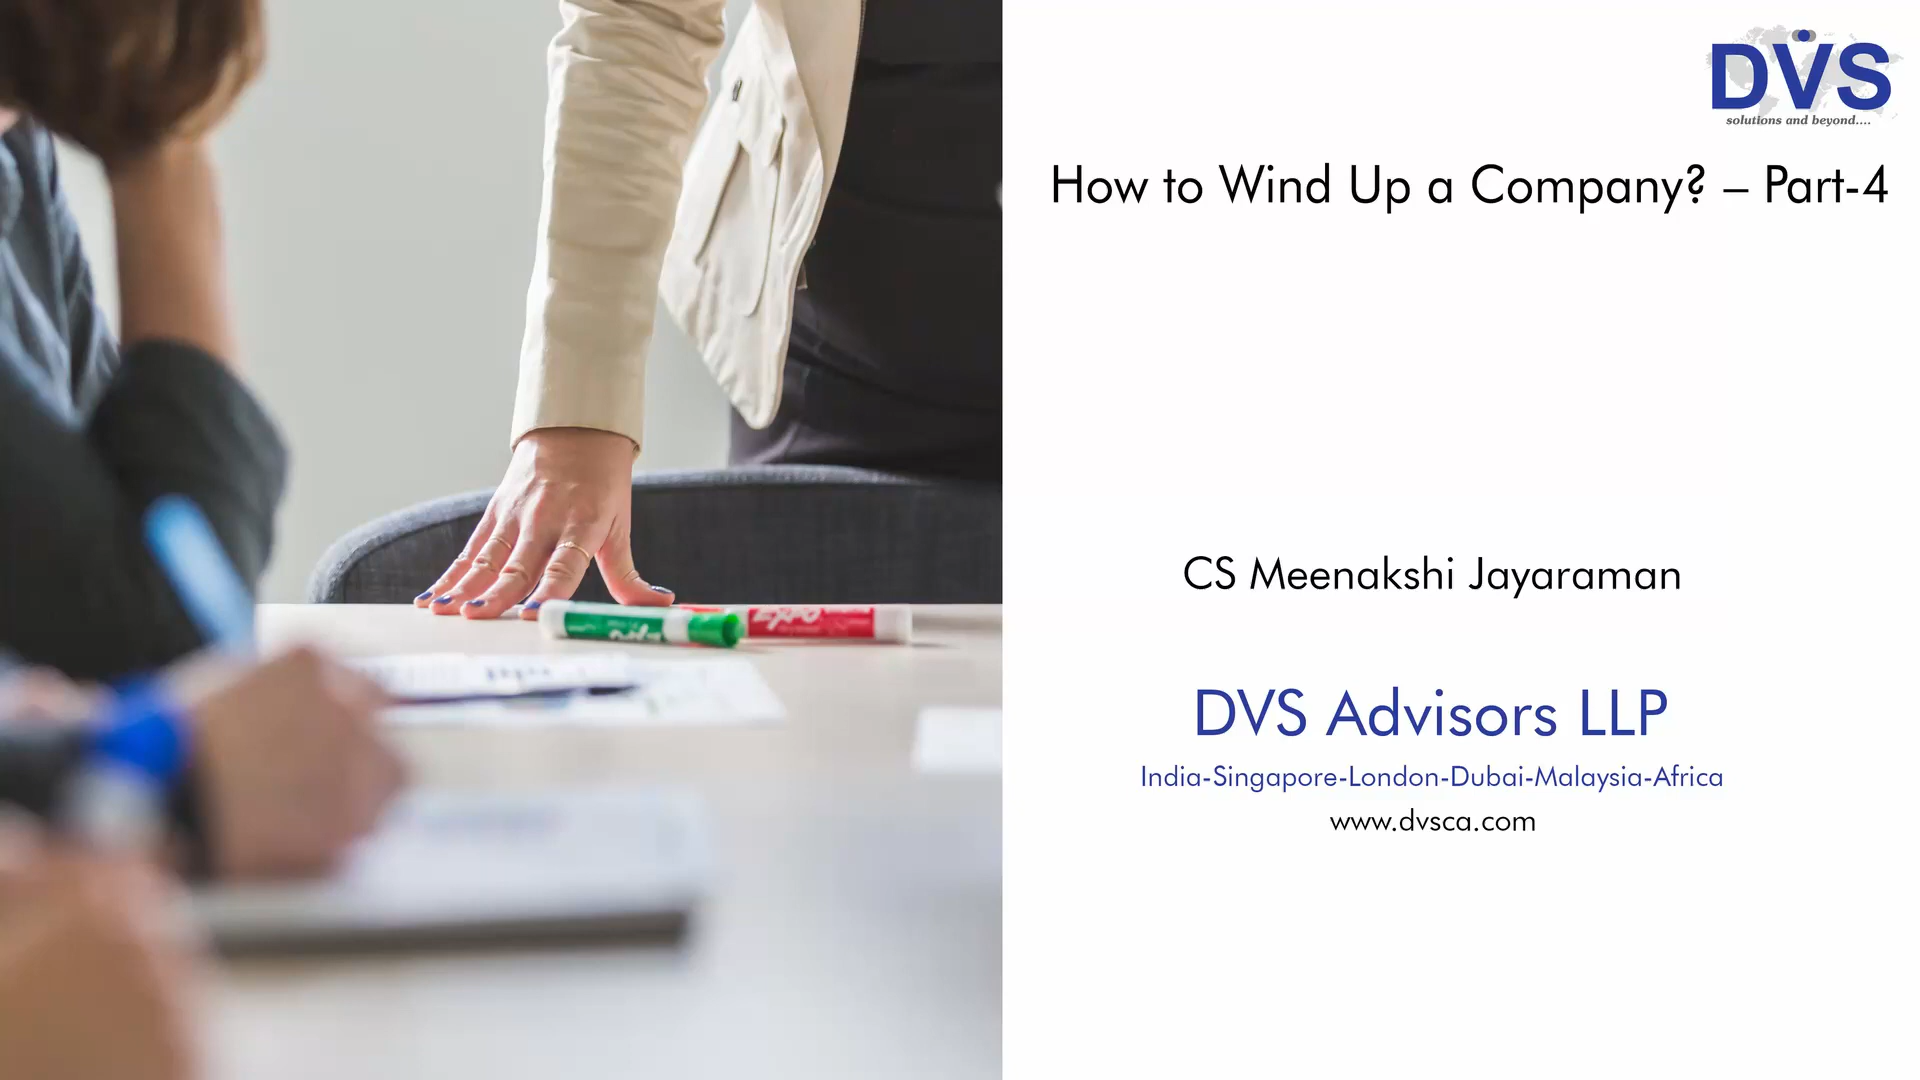 DVS
solutions and beyond....
How to Wind Up a Company? – Part-4
CS Meenakshi Jayaraman
DVS Advisors LLP
India-Singapore-London-Dubai-Malaysia-Africa
www.dvsca.com